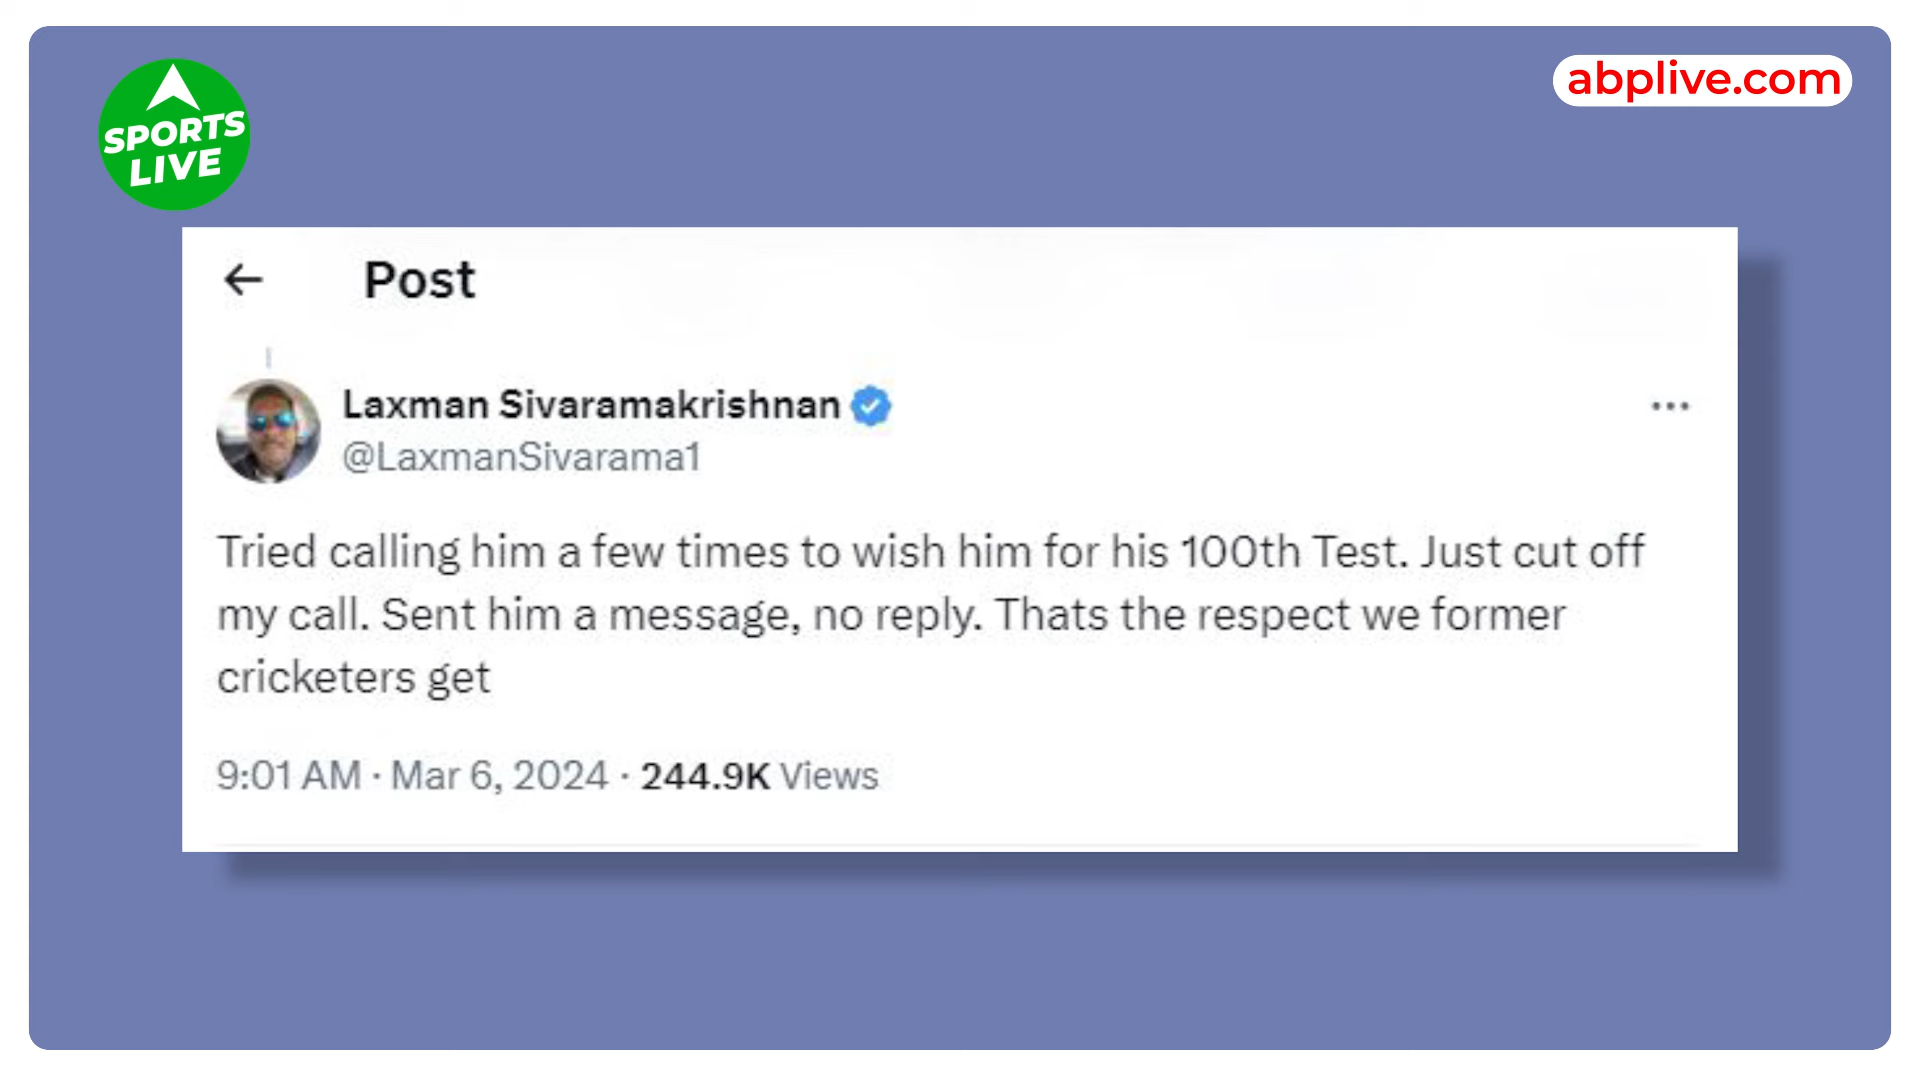 SPORTS
LIVE
abplive.com
Post
Laxman Sivaramakrishnan
@LaxmanSivarama1
Tried calling him a few times to wish him for his 100th Test. Just cut off
my call. Sent him a message, no reply. Thats the respect we former
cricketers get
9:01 AM · Mar 6, 2024 · 244.9K Views